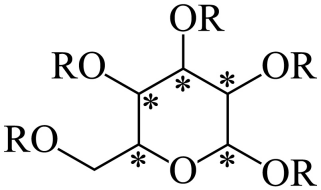 OR
RO OR
* * *
RO
* O *
OR